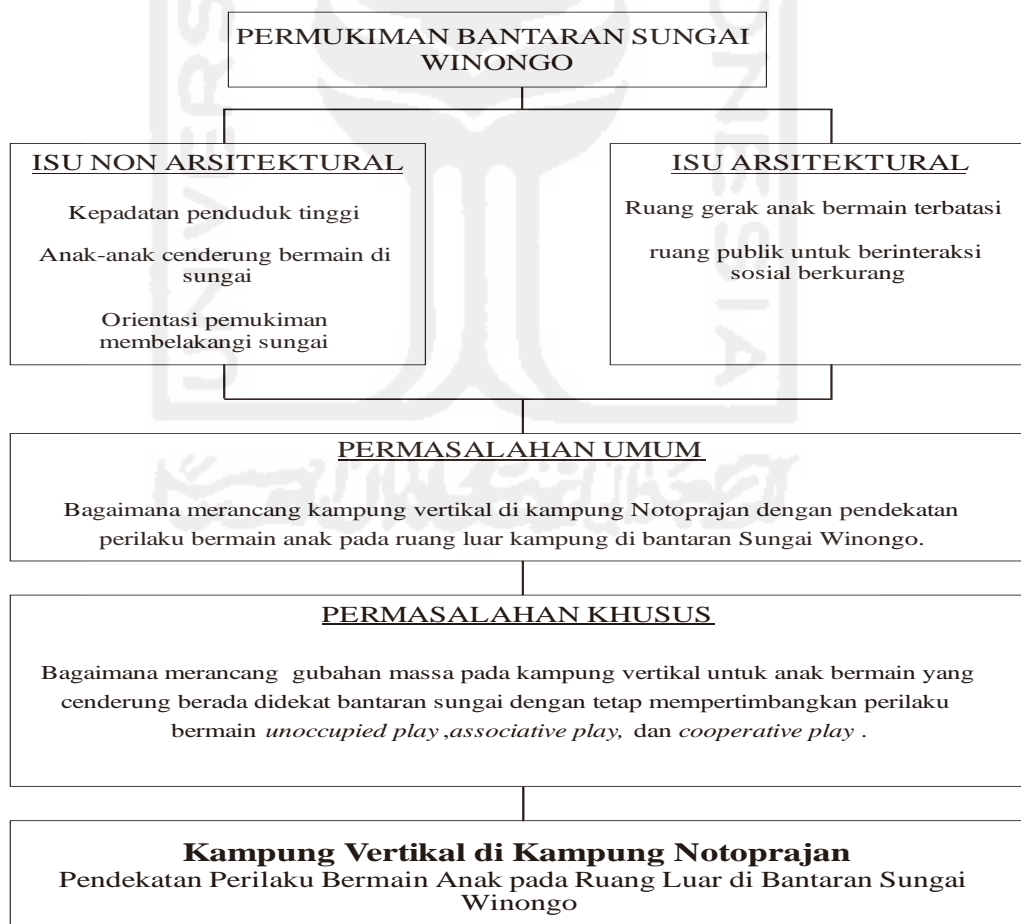 PERMUKIMAN BANTARAN SUNGAI
WINONGO
ISU NON ARSITEKTURAL
Kepadatan penduduk tinggi
Anak-anak cenderung bermain di
sungai
Orientasi pemukiman
membelakangi sungai
ISU ARSITEKTURAL
Ruang gerak anak bermain terbatasi
ruang publik untuk berinteraksi
sosial berkurang
PERMASALAHAN UMUM
Bagaimana merancang kampung vertikal di kampung Notoprajan dengan pendekatan
perilaku bermain anak pada ruang luar kampung di bantaran Sungai Winongo.
PERMASALAHAN KHUSUS
Bagaimana merancang gubahan massa pada kampung vertikal untuk anak bermain yang
cenderung berada didekat bantaran sungai dengan tetap mempertimbangkan perilaku
bermain unoccupied play ,associative play, dan cooperative play .
Kampung Vertikal di Kampung Notoprajan
Pendekatan Perilaku Bermain Anak pada Ruang Luar di Bantaran Sungai
Winongo